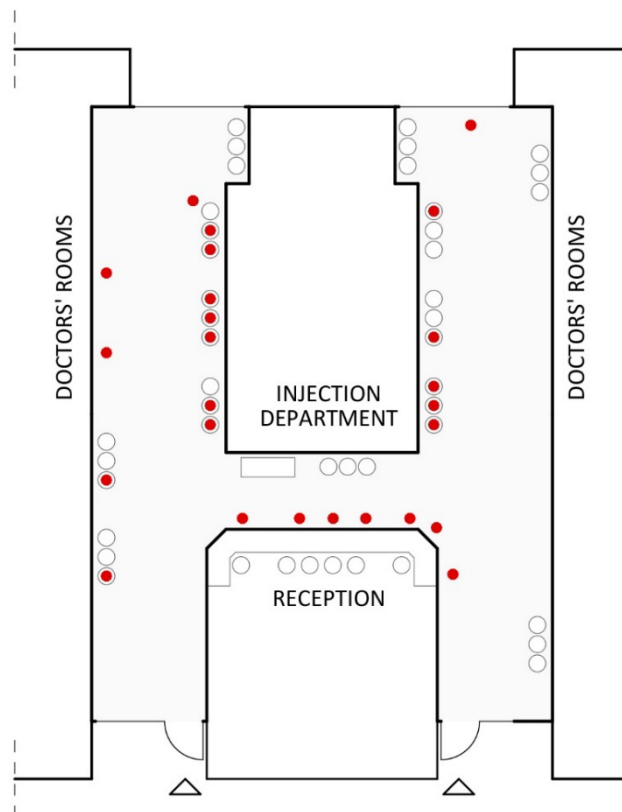 DOCTORS' ROOMS
DOCTORS' ROOMS
INJECTION
DEPARTMENT
RECEPTION